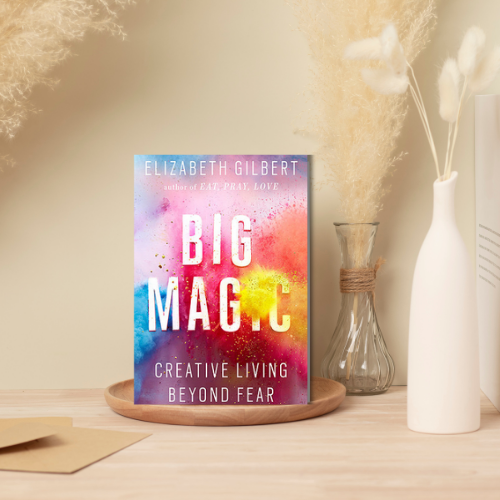 ELIZABETH GILBERT
author of EAT, PRAY, LOVE
BIG
MAGIC
CREATIVE LIVING
BEYOND FEAR